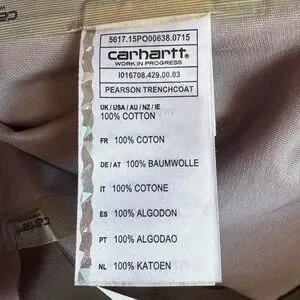 5617.15PO00638.0715
carhartt
WORK IN PROGRESS
I016708.429.00.03
PEARSON TRENCHCOAT
UK / USA / AU / NZ / IE
100% COTTON
FR 100% COTON
DE / AT 100% BAUMWOLLE
IT 100% COTONE
ES 100% ALGODON
PT 100% ALGODAO
NL 100% KATOEN